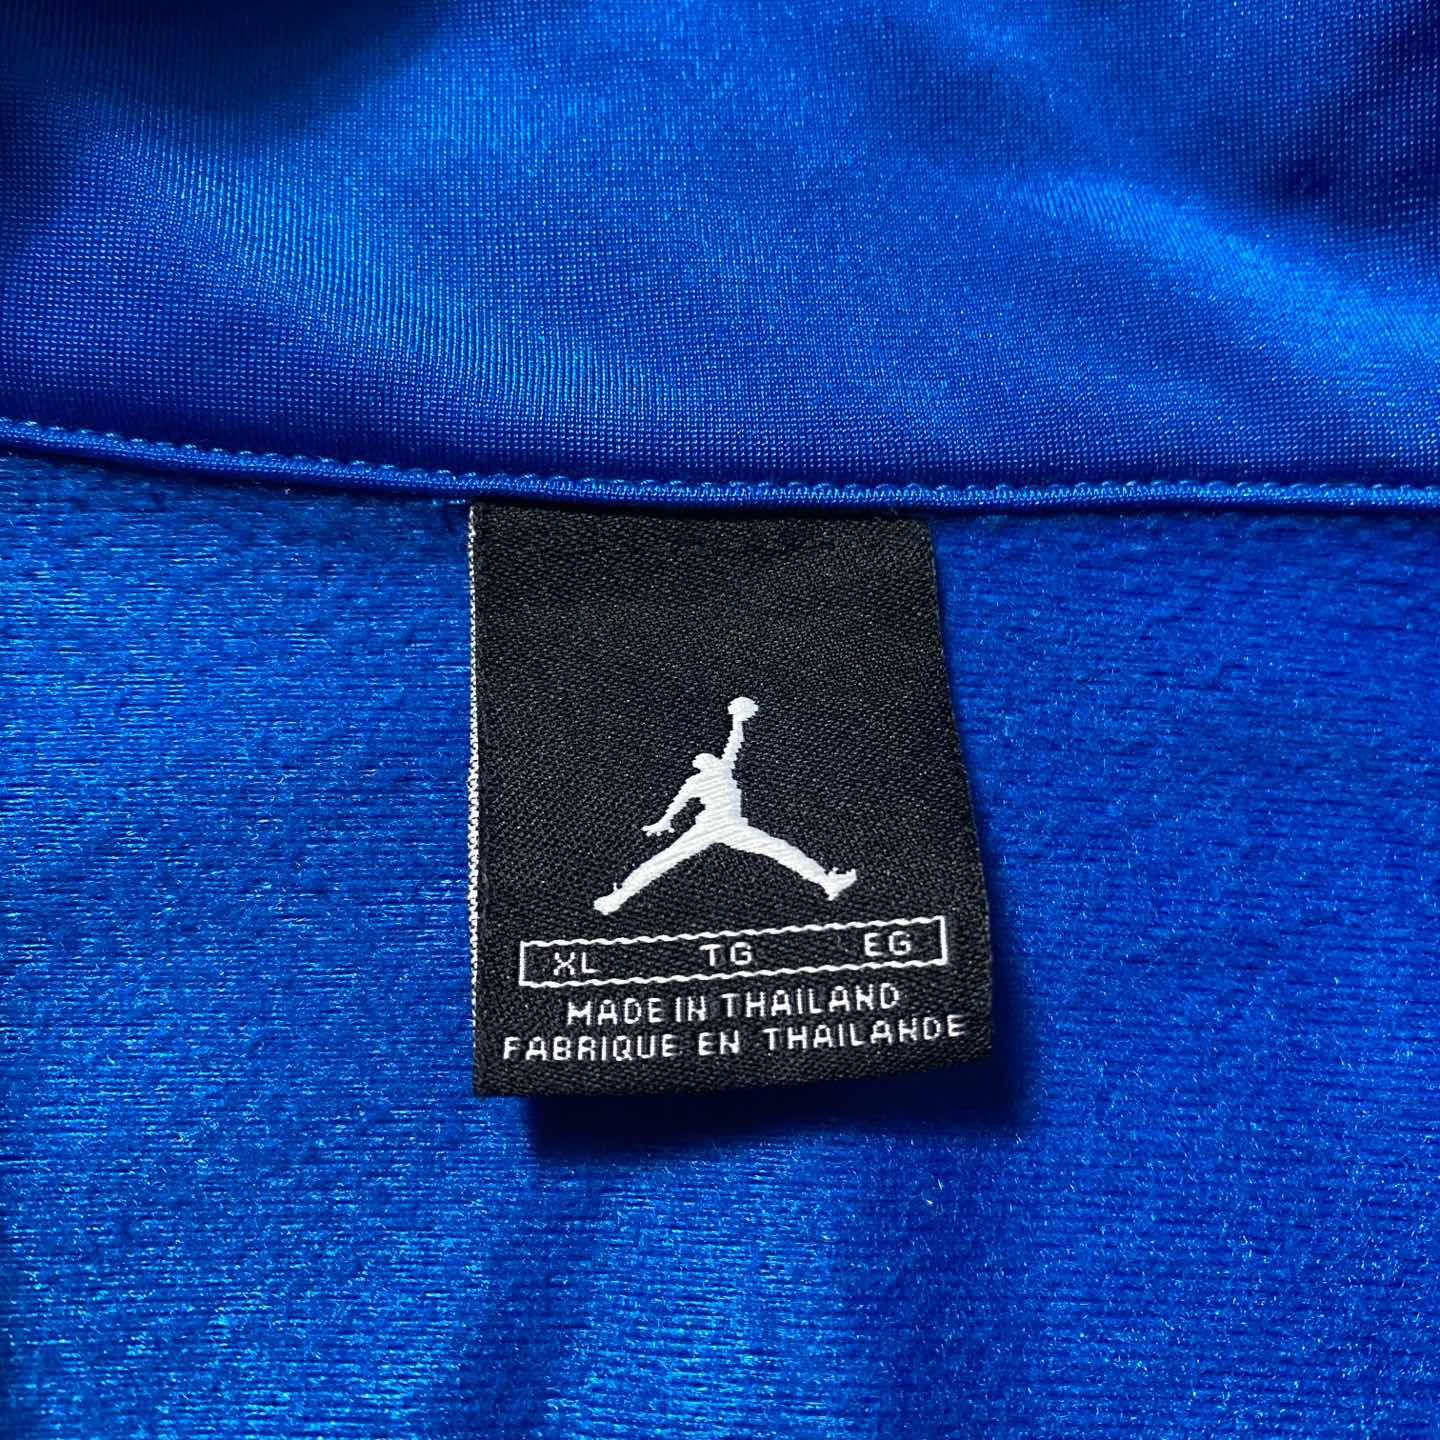 XL TG EG
MADE IN THAILAND
FABRIQUE EN THAILANDE